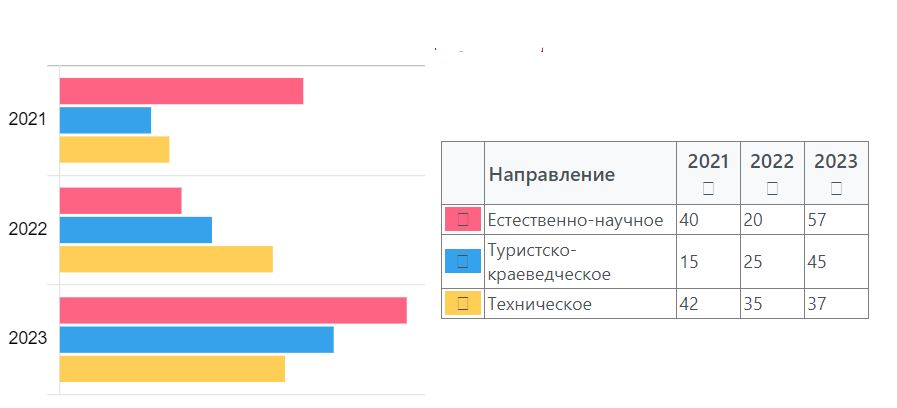 2021
2022
2023
Направление 2021 2022 2023
Естественно-научное 40 20 57
Туристско-
краеведческое 15 25 45
Техническое 42 35 37